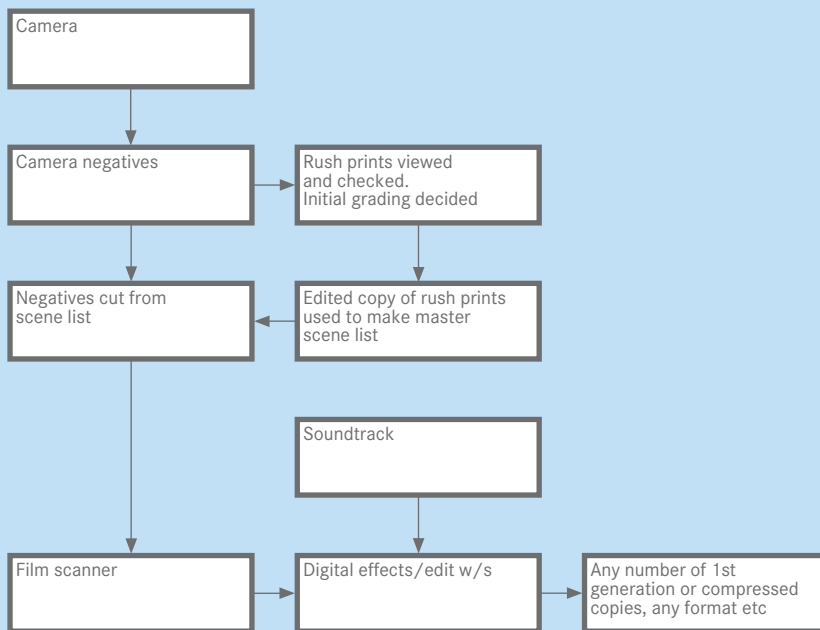 Camera
Camera negatives
Rush prints viewed
and checked.
Initial grading decided
Negatives cut from
scene list
Edited copy of rush prints
used to make master
scene list
Soundtrack
Film scanner
Digital effects/edit w/s
Any number of 1st
generation or compressed
copies, any format etc